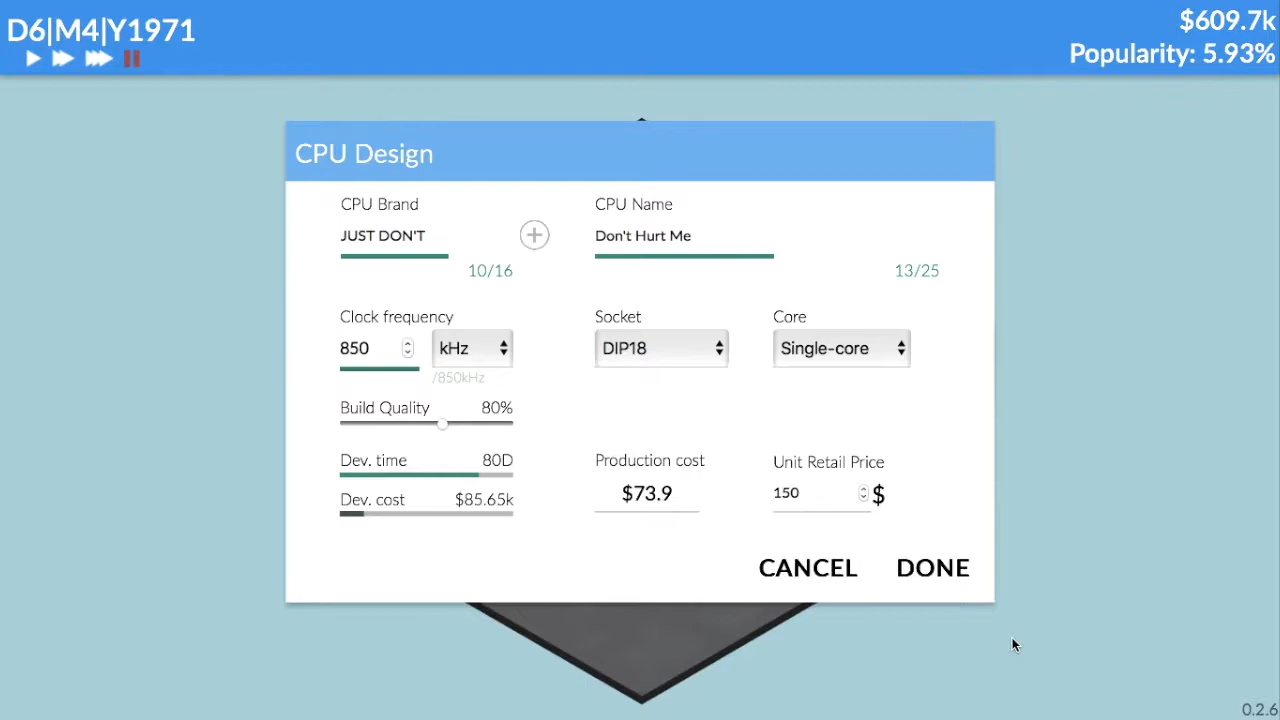 D6|M4|Y1971
$609.7k
Popularity: 5.93%
CPU Design
CPU Brand
CPU Name
JUST DON'T
Don't Hurt Me
10/16
13/25
Clock frequency
Socket
Core
850
kHz
DIP18
Single-core
/850kHz
Build Quality
80%
Dev. time
80D
Production cost
Unit Retail Price
Dev. cost
$85.65k
$73.9
150
$
CANCEL
DONE
0.2.6